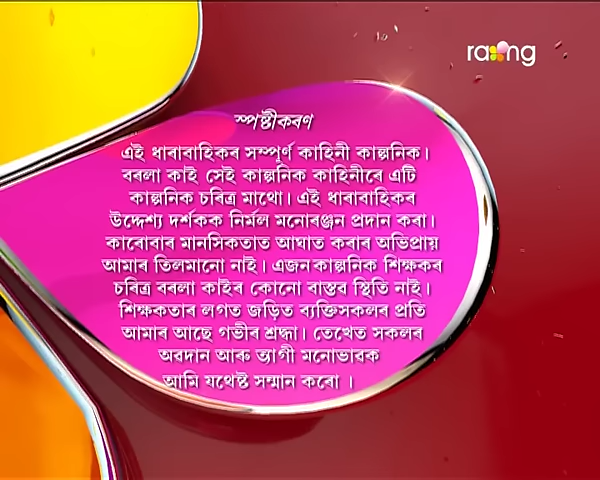 rang
স্পষ্টীকৰণ
এই ধাৰাবাহিকৰ সম্পূৰ্ণ কাহিনী কাল্পনিক।
বৰলা কাই সেই কাল্পনিক কাহিনীৰে এটি
কাল্পনিক চৰিত্ৰ মাথো। এই ধাৰাবাহিকৰ
উদ্দেশ্য দৰ্শকক নিৰ্মল মনোৰঞ্জন প্ৰদান কৰা।
কাৰোবাৰ মানসিকতাত আঘাত কৰাৰ অভিপ্ৰায়
আমাৰ তিলমানো নাই। এজন কাল্পনিক শিক্ষকৰ
চৰিত্ৰ বৰলা কাইৰ কোনো বাস্তৱ স্থিতি নাই।
শিক্ষকতাৰ লগত জড়িত ব্যক্তিসকলৰ প্ৰতি
আমাৰ আছে গভীৰ শ্ৰদ্ধা। তেখেত সকলৰ
অৱদান আৰু ত্যাগী মনোভাৱক
আমি যথেষ্ট সন্মান কৰো ।